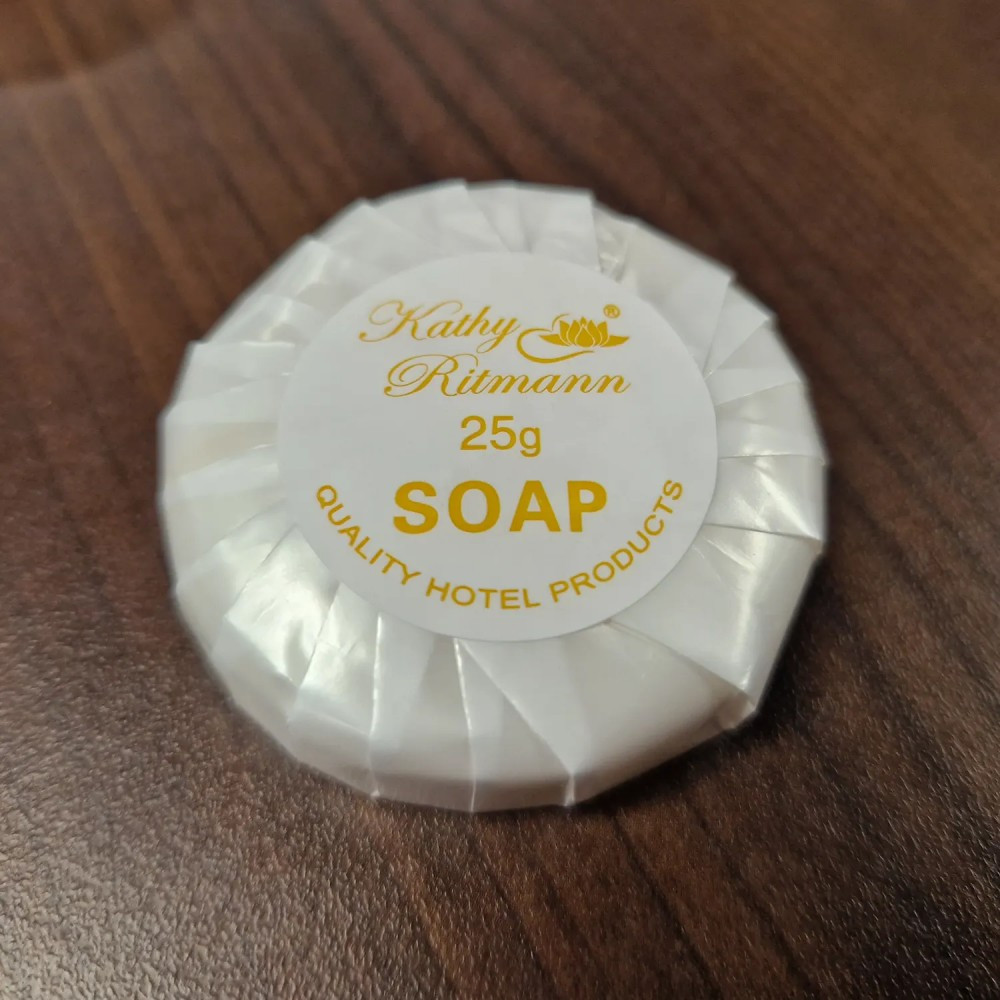 Kathy ®
Ritmann
25g
SOAP
QUALITY HOTEL PRODUCTS